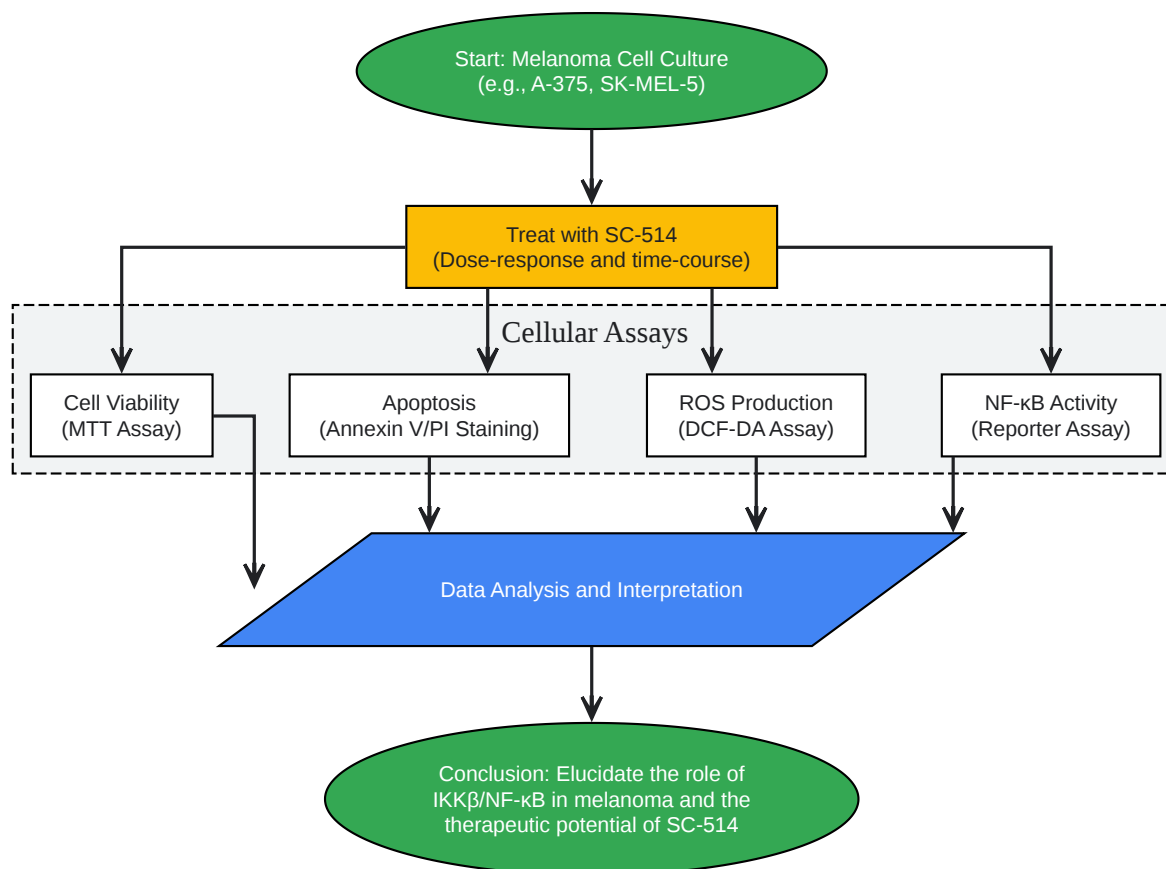 Start: Melanoma Cell Culture
(e.g., A-375, SK-MEL-5)
Treat with SC-514
(Dose-response and time-course)
Cellular Assays
Cell Viability
(MTT Assay)
Apoptosis
(Annexin V/PI Staining)
ROS Production
(DCF-DA Assay)
NF-κB Activity
(Reporter Assay)
Data Analysis and Interpretation
Conclusion: Elucidate the role of
IKKβ/NF-κB in melanoma and the
therapeutic potential of SC-514